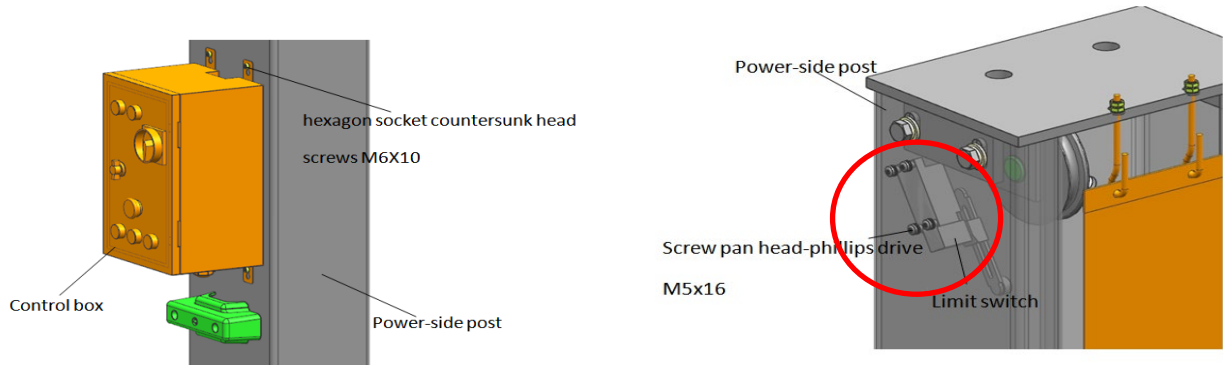 hexagon socket countersunk head
screws M6X10
Control box
Power-side post
Power-side post
Screw pan head-phillips drive
M5x16
Limit switch